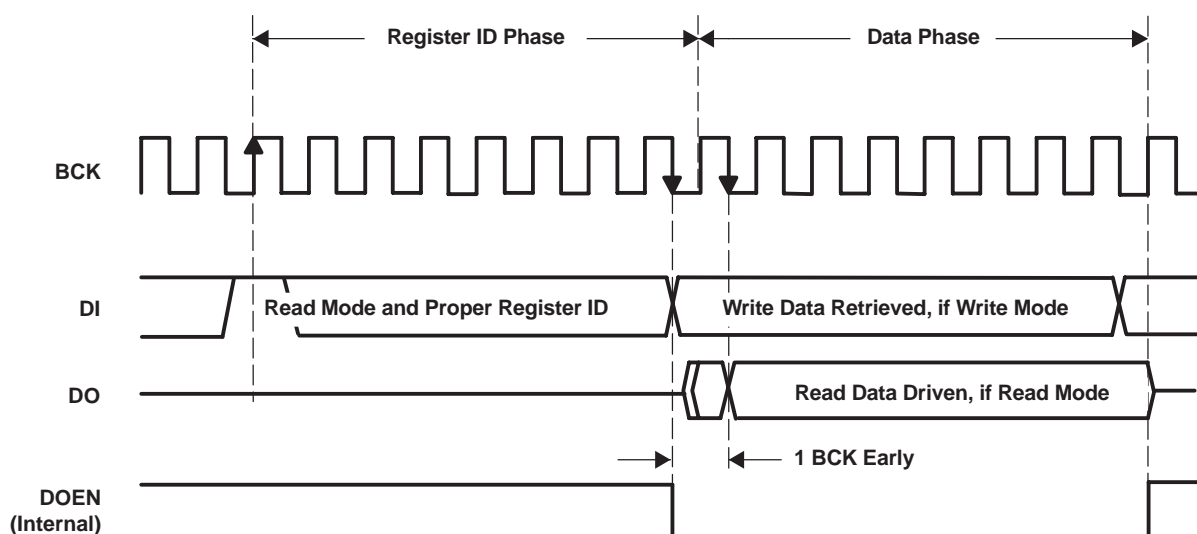 Register ID Phase
Data Phase
BCK
DI
Read Mode and Proper Register ID
Write Data Retrieved, if Write Mode
DO
Read Data Driven, if Read Mode
1 BCK Early
DOEN
(Internal)